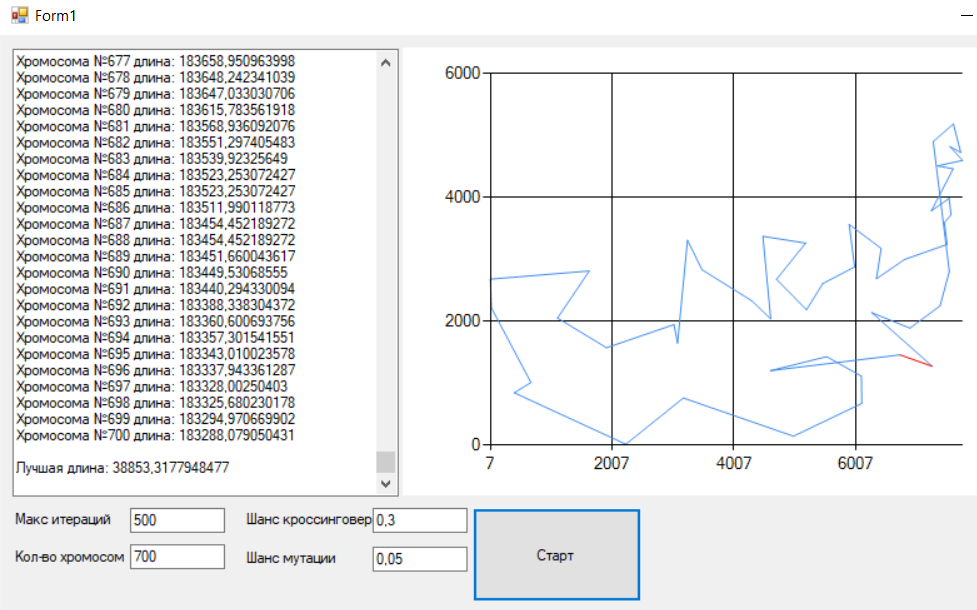 Form1
Хромосома №677 длина: 183658,950963998
Хромосома №678 длина: 183648,242341039
Хромосома №679 длина: 183647,033030706
Хромосома №680 длина: 183615,783561918
Хромосома №681 длина: 183568,936092076
Хромосома №682 длина: 183551,297405483
Хромосома №683 длина: 183539,92325649
Хромосома №684 длина: 183523,253072427
Хромосома №685 длина: 183523,253072427
Хромосома №686 длина: 183511,990118773
Хромосома №687 длина: 183454,452189272
Хромосома №688 длина: 183454,452189272
Хромосома №689 длина: 183451,660043617
Хромосома №690 длина: 183449,53068555
Хромосома №691 длина: 183440,294330094
Хромосома №692 длина: 183388,338304372
Хромосома №693 длина: 183360,600693756
Хромосома №694 длина: 183357,301541551
Хромосома №695 длина: 183343,010023578
Хромосома №696 длина: 183337,943361287
Хромосома №697 длина: 183328,00250403
Хромосома №698 длина: 183325,680230178
Хромосома №699 длина: 183294,970669902
Хромосома №700 длина: 183288,079050431
Лучшая длина: 38853,3177948477
6000
4000
2000
0
7 2007 4007 6007
Макс итераций 500 Шанс кроссинговер 0,3
Кол-во хромосом 700 Шанс мутации 0,05
Старт